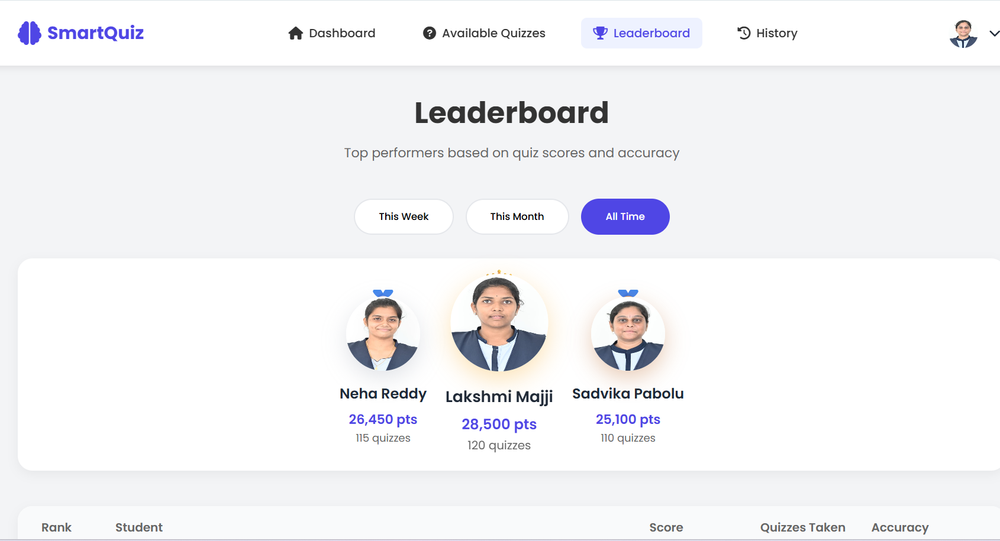 SmartQuiz
Dashboard
Available Quizzes
Leaderboard
History
Leaderboard
Top performers based on quiz scores and accuracy
This Week
This Month
All Time
Neha Reddy
26,450 pts
115 quizzes
Lakshmi Majji
28,500 pts
120 quizzes
Sadvika Pabolu
25,100 pts
110 quizzes
Rank Student Score Quizzes Taken Accuracy